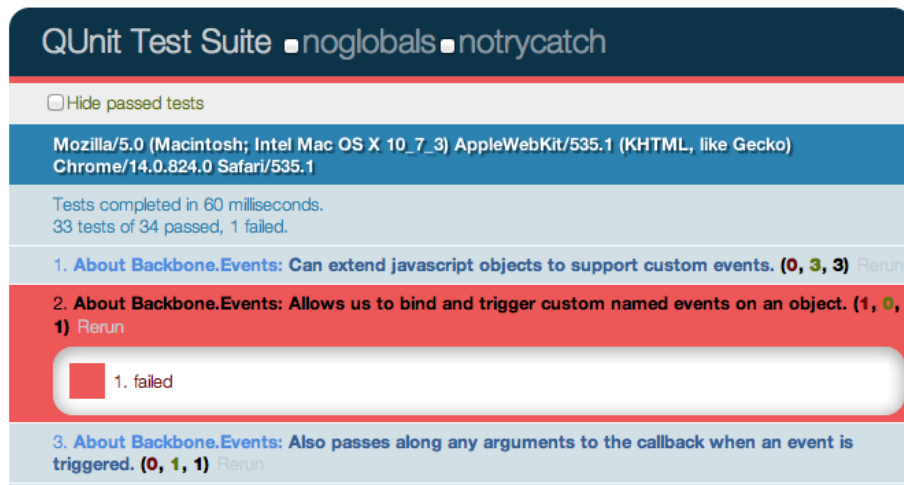 QUnit Test Suite noglobals notrycatch
Hide passed tests
Mozilla/5.0 (Macintosh; Intel Mac OS X 10_7_3) AppleWebKit/535.1 (KHTML, like Gecko)
Chrome/14.0.824.0 Safari/535.1
Tests completed in 60 milliseconds.
33 tests of 34 passed, 1 failed.
1. About Backbone.Events: Can extend javascript objects to support custom events. (0, 3, 3) Rerun
2. About Backbone.Events: Allows us to bind and trigger custom named events on an object. (1, 0,
1) Rerun
1. failed
3. About Backbone.Events: Also passes along any arguments to the callback when an event is
triggered. (0, 1, 1) Rerun